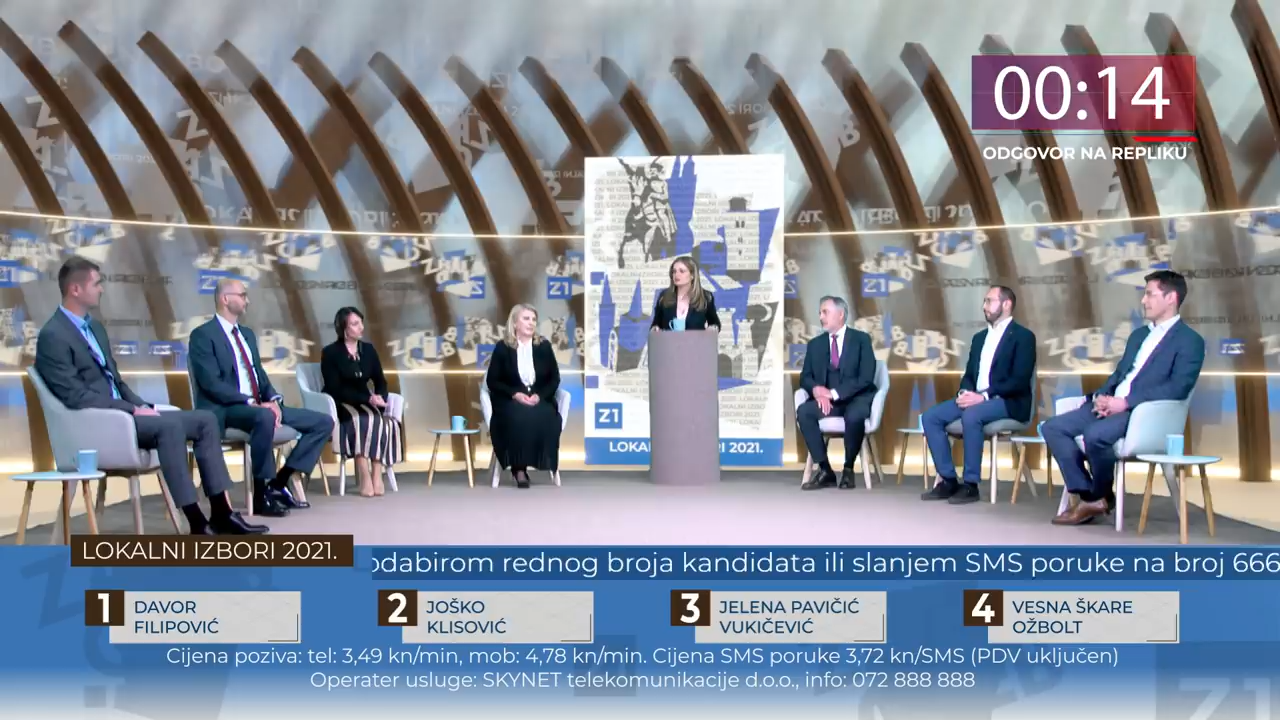 00:14
ODGOVOR NA REPLIKU
Z1
Z1
Z1
LOKALNI IZBORI 2021.
odabirom rednog broja kandidata ili slanjem SMS poruke na broj 666
1 DAVOR
FILIPOVIĆ
2 JOŠKO
KLISOVIĆ
3 JELENA PAVIČIĆ
VUKIČEVIĆ
4 VESNA ŠKARE
OŽBOLT
Cijena poziva: tel: 3,49 kn/min, mob: 4,78 kn/min. Cijena SMS poruke 3,72 kn/SMS (PDV uključen)
Operater usluge: SKYNET telekomunikacije d.o.o., info: 072 888 888